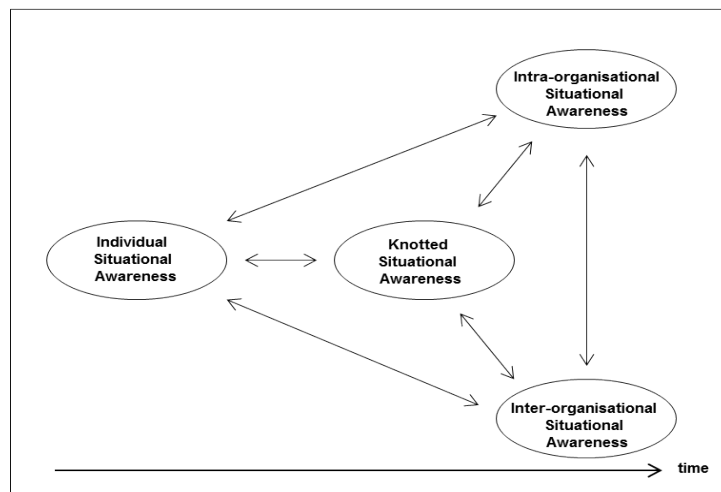 Intra-organisational
Situational
Awareness
Individual
Situational
Awareness
Knotted
Situational
Awareness
Inter-organisational
Situational
Awareness
time